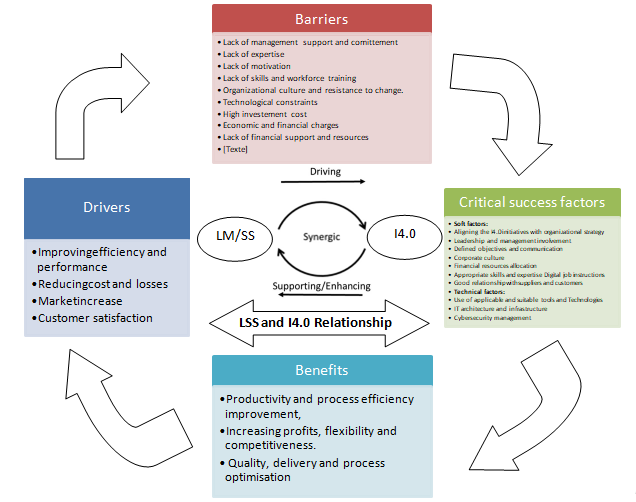 Barriers
• Lack of management support and comittement
• Lack of expertise
• Lack of motivation
• Lack of skills and workforce training
• Organizational culture and resistance to change.
• Technological constraints
• High investement cost
• Economic and financial charges
• Lack of financial support and resources
• [Texte]
Drivers
•Improvingefficiency and
performance
•Reducingcost and losses
•Marketincrease
•Customer satisfaction
Driving
LM/SS
Synergic
I4.0
Supporting/Enhancing
LSS and I4.0 Relationship
Critical success factors
• Soft factors:
• Aligning the I4.0initiatives with organisational strategy
• Leadership and management involvement
• Defined objectives and communication
• Corporate culture
• Financial resources allocation
• Appropriate skills and expertise Digital job instructions
• Good relationshipwithsuppliers and customers
• Technical factors:
• Use of applicable and suitable tools and Technologies
• IT architecture and infrastructure
• Cybersecurity management
Benefits
•Productivity and process efficiency
improvement,
•Increasing profits, flexibility and
competitiveness.
• Quality, delivery and process
optimisation